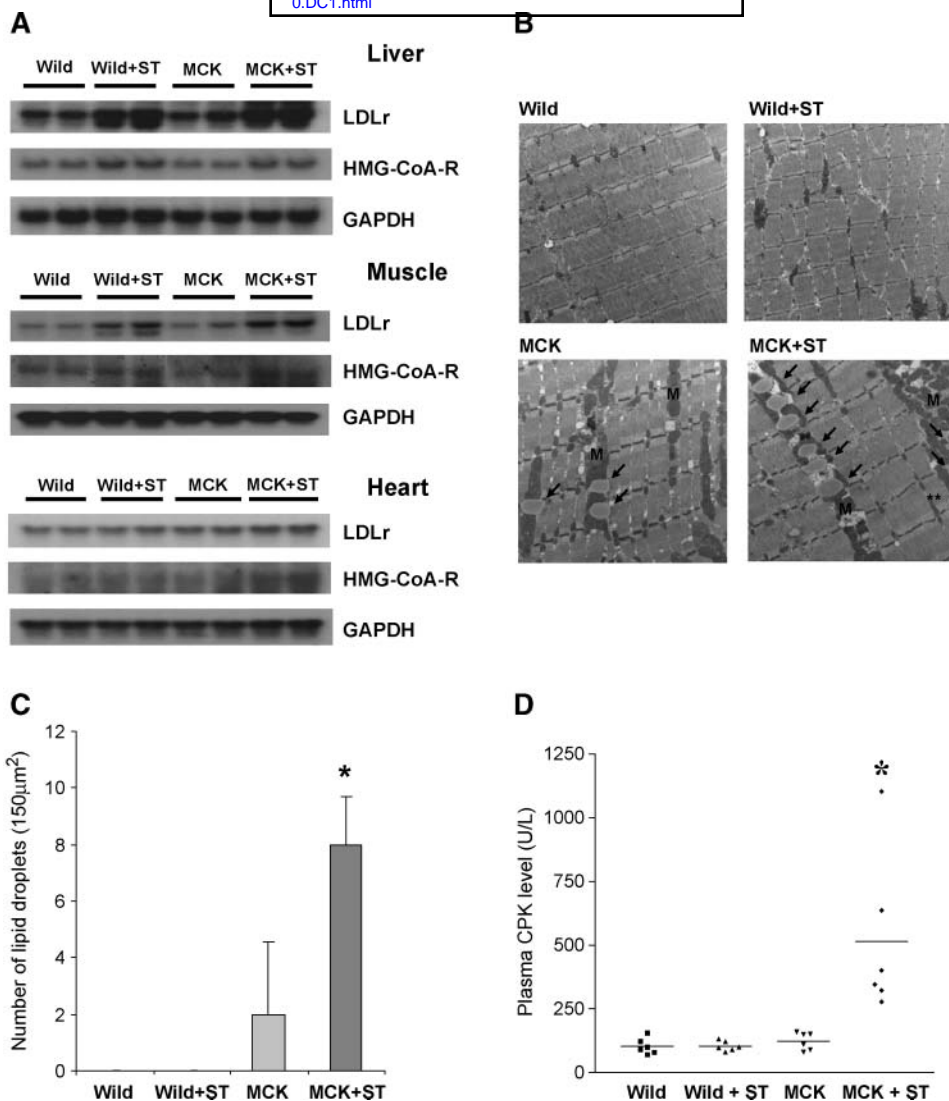 0.DC1.html
A
Liver
Wild Wild+ST MCK MCK+ST
LDLr
HMG-CoA-R
GAPDH
Muscle
Wild Wild+ST MCK MCK+ST
LDLr
HMG-CoA-R
GAPDH
Heart
Wild Wild+ST MCK MCK+ST
LDLr
HMG-CoA-R
GAPDH
B
Wild Wild+ST
MCK MCK+ST
M
M
M
M
**
C
Number of lipid droplets (150µm²)
12
10
8
6
4
2
0
*
Wild Wild+ST MCK MCK+ST
D
Plasma CPK level (U/L)
1250
1000
750
500
250
0
*
Wild Wild + ST MCK MCK + ST